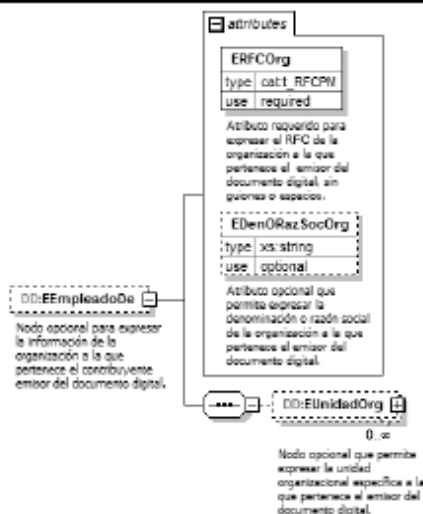 attributes
ERFCOrg
type catt_RFCPM
use required
Atributo requerido para
expresar el RFC de la
organización a la que
pertenece el emisor del
documento digital, sin
guiones o espacios.
EDenORazSocOrg
type xs:string
use optional
Atributo opcional que
permite expresar la
denominación o razón social
de la organización a la que
pertenece el emisor del
documento digital.
DD:EEmpleadoDe
Nodo opcional para expresar
la información de la
organización a la que
pertenece el contribuyente
emisor del documento digital.
DD:EUnidadOrg
0..∞
Nodo opcional que permite
expresar la unidad
organizacional específica a la
que pertenece el emisor del
documento digital.